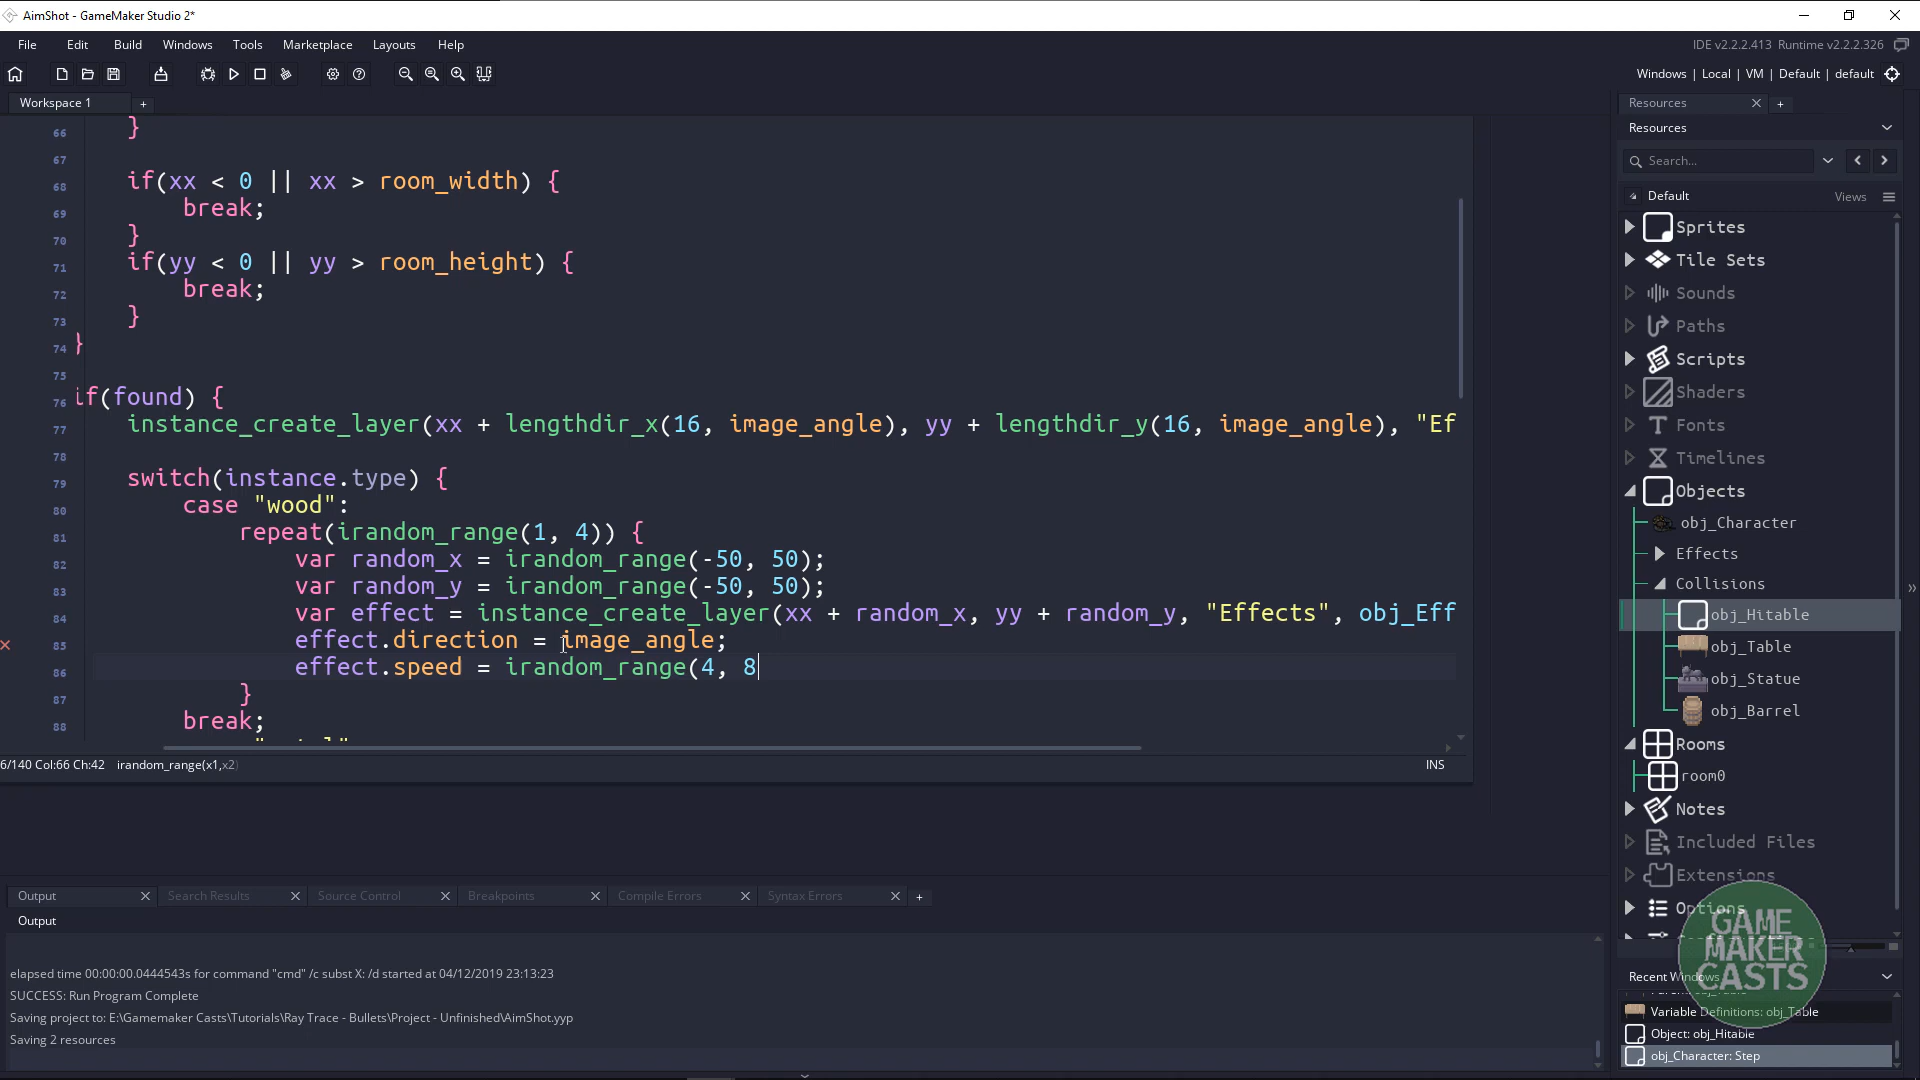 AimShot - GameMaker Studio 2*
File Edit Build Windows Tools Marketplace Layouts Help
IDE v2.2.2.413 Runtime v2.2.2.326
Windows | Local | VM | Default | default
Workspace 1
66 }
67
68 if(xx < 0 || xx > room_width) {
69 break;
70 }
71 if(yy < 0 || yy > room_height) {
72 break;
73 }
74 }
75
76 if(found) {
77 instance_create_layer(xx + lengthdir_x(16, image_angle), yy + lengthdir_y(16, image_angle), "Ef
78
79 switch(instance.type) {
80 case "wood":
81 repeat(irandom_range(1, 4)) {
82 var random_x = irandom_range(-50, 50);
83 var random_y = irandom_range(-50, 50);
84 var effect = instance_create_layer(xx + random_x, yy + random_y, "Effects", obj_Eff
85 effect.direction = image_angle;
86 effect.speed = irandom_range(4, 8
87 }
88 break;
6/140 Col:66 Ch:42 irandom_range(x1,x2)
INS
Output Search Results Source Control Breakpoints Compile Errors Syntax Errors
Output
elapsed time 00:00:00.0444543s for command "cmd" /c subst X: /d started at 04/12/2019 23:13:23
SUCCESS: Run Program Complete
Saving project to: E:\Gamemaker Casts\Tutorials\Ray Trace - Bullets\Project - Unfinished\AimShot.yyp
Saving 2 resources
Resources
Resources
Search...
Default Views
Sprites
Tile Sets
Sounds
Paths
Scripts
Shaders
Fonts
Timelines
Objects
obj_Character
Effects
Collisions
obj_Hitable
obj_Table
obj_Statue
obj_Barrel
Rooms
room0
Notes
Included Files
Extensions
Options
Recent Windows
Variable Definitions: obj_Table
Object: obj_Hitable
obj_Character: Step
GAME
MAKER
CASTS